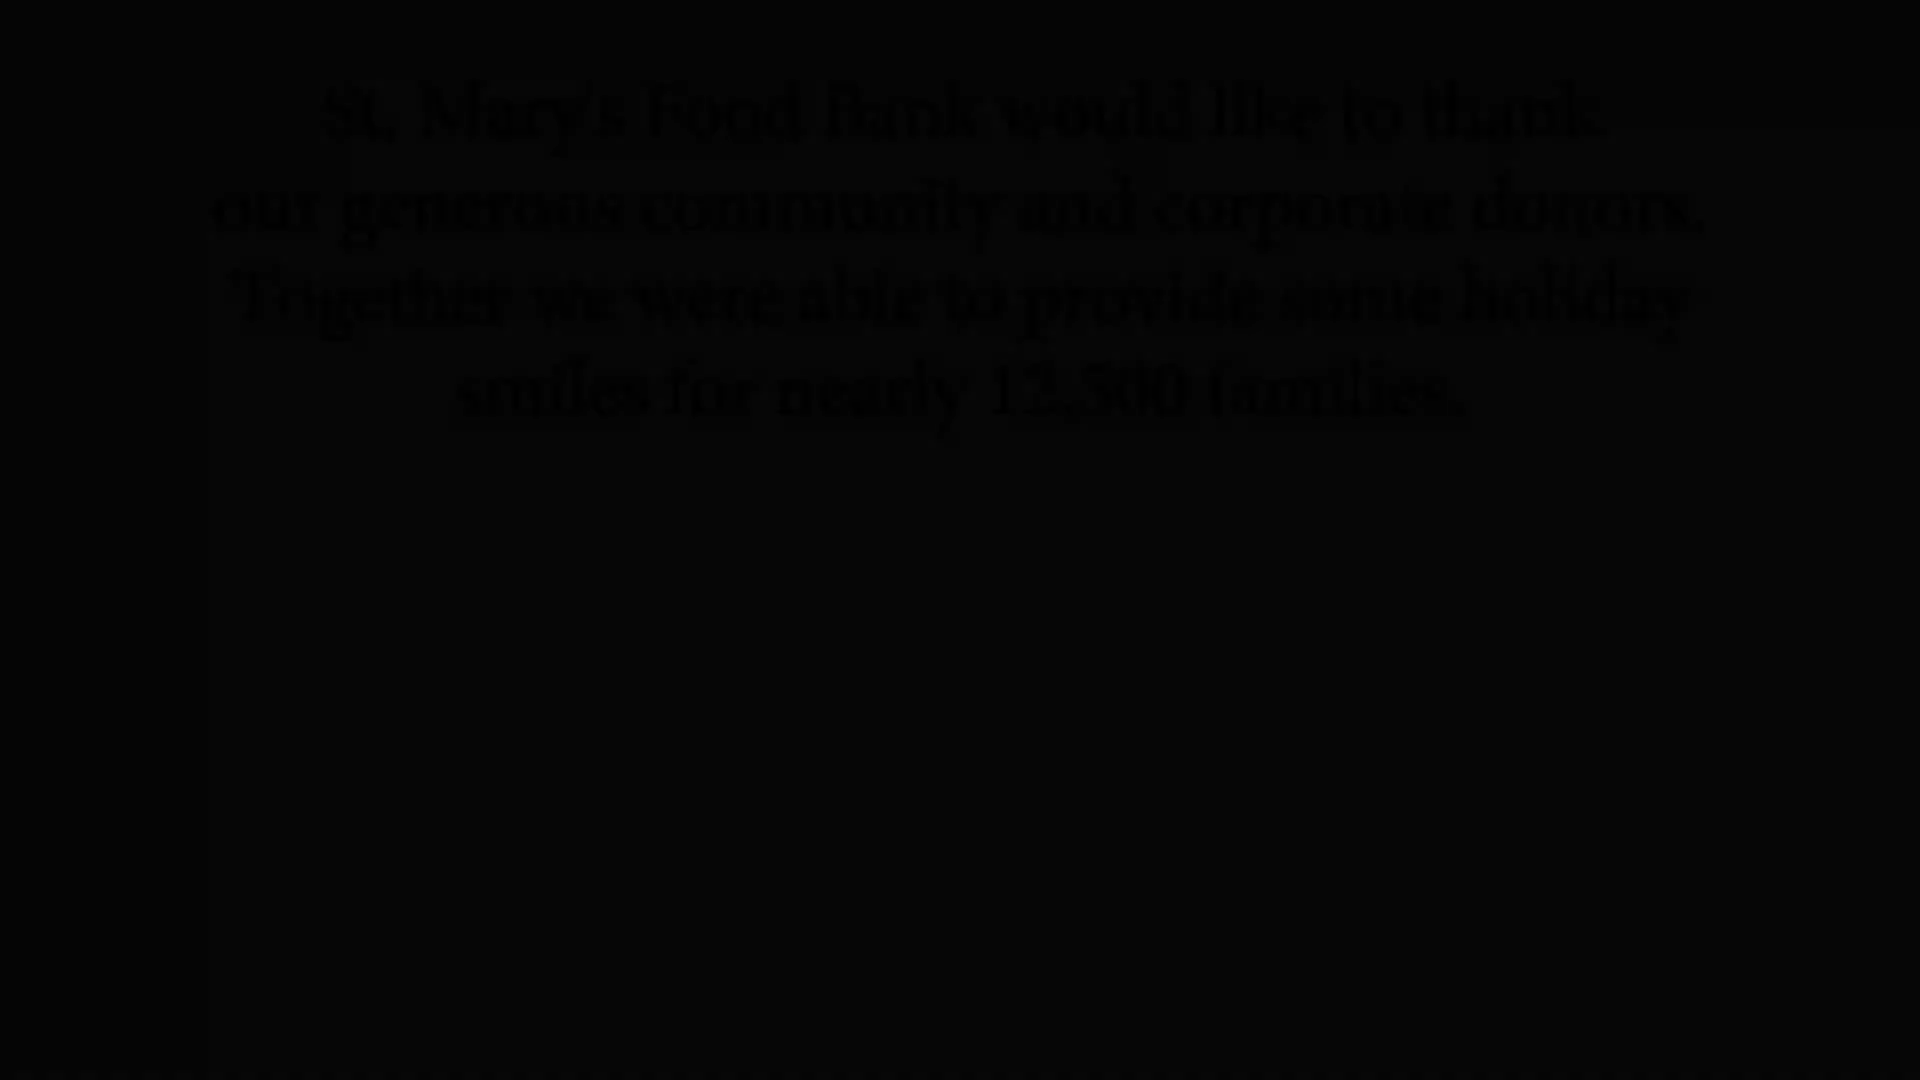 St. Mary's Food Bank would like to thank
our generous community and corporate donors.
Together we were able to provide some holiday
smiles for nearly 12,500 families.